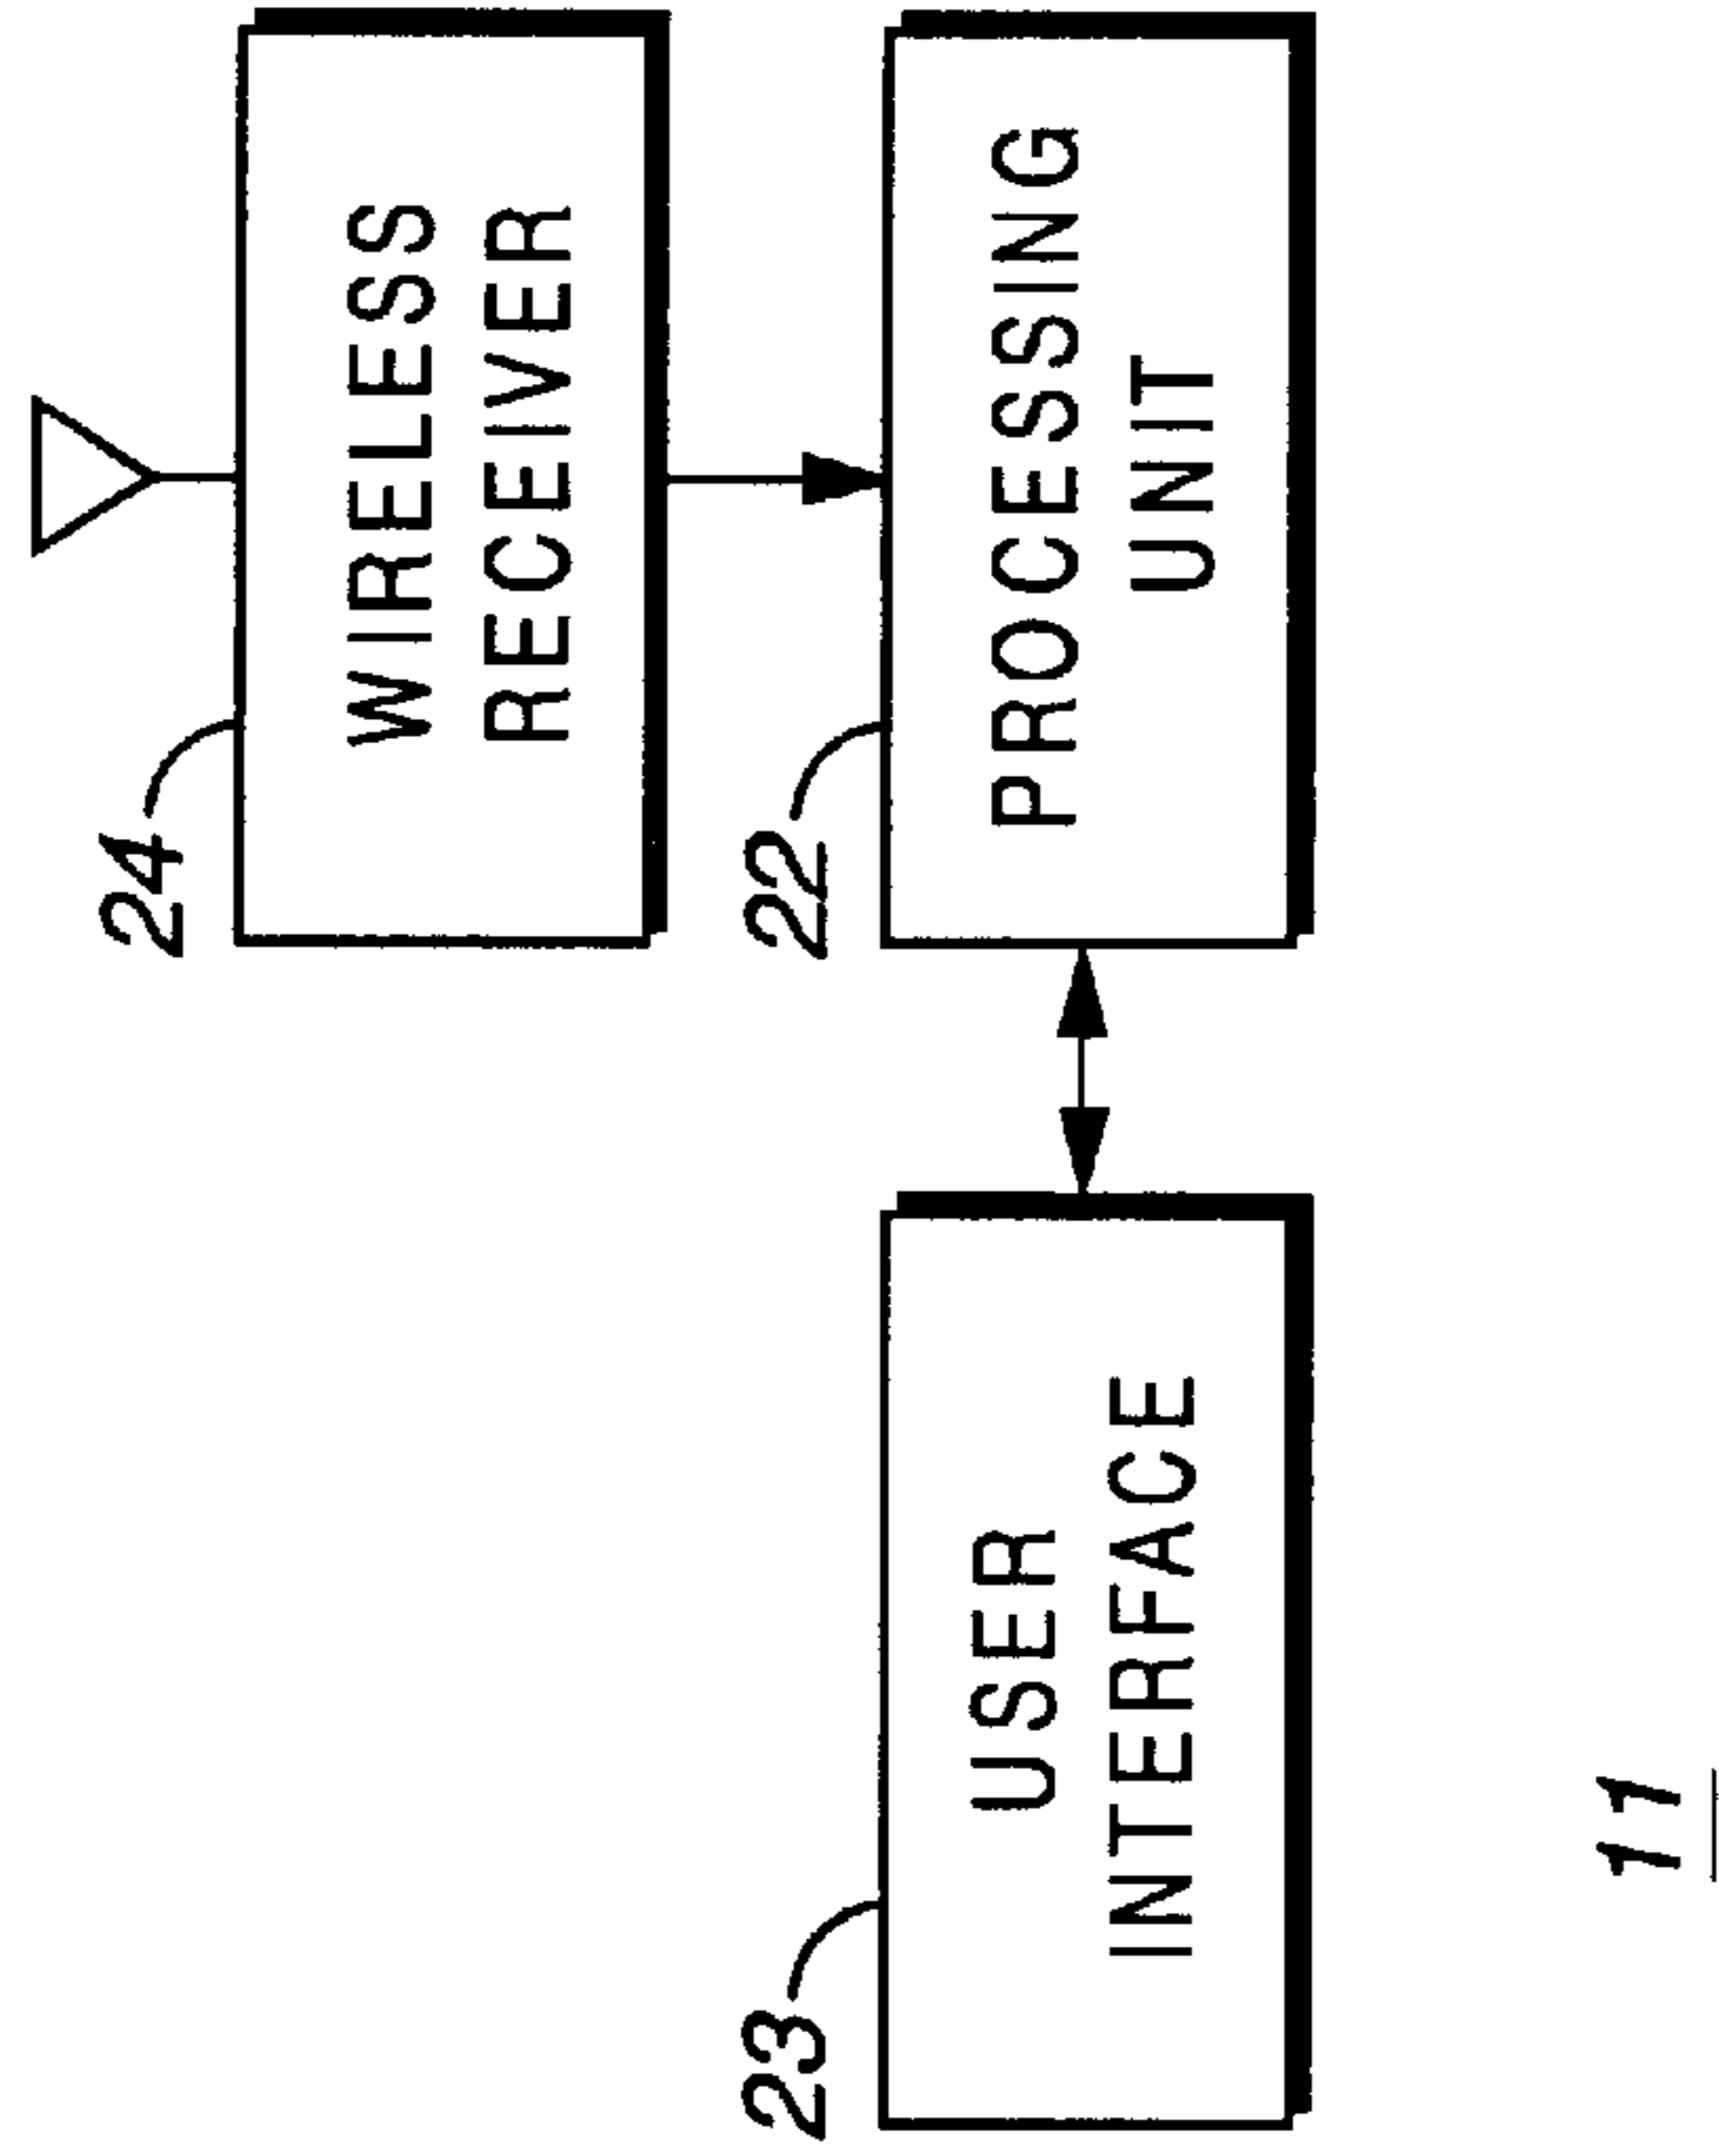 24
WIRELESS
RECEIVER
22
PROCESSING
UNIT
23
USER
INTERFACE
11